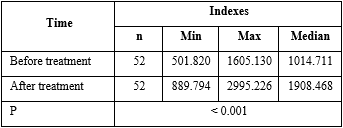 Time Indexes
n Min Max Median
Before treatment 52 501.820 1605.130 1014.711
After treatment 52 889.794 2995.226 1908.468
P < 0.001